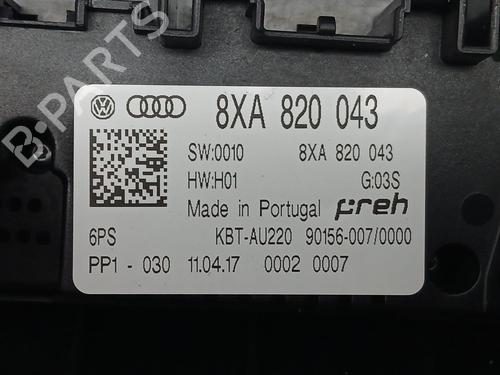 8XA 820 043
SW:0010 8XA 820 043
HW:H01 G:03S
Made in Portugal preh
6PS KBT-AU220 90156-007/0000
PP1 - 030 11.04.17 0002 0007
B-PARTS